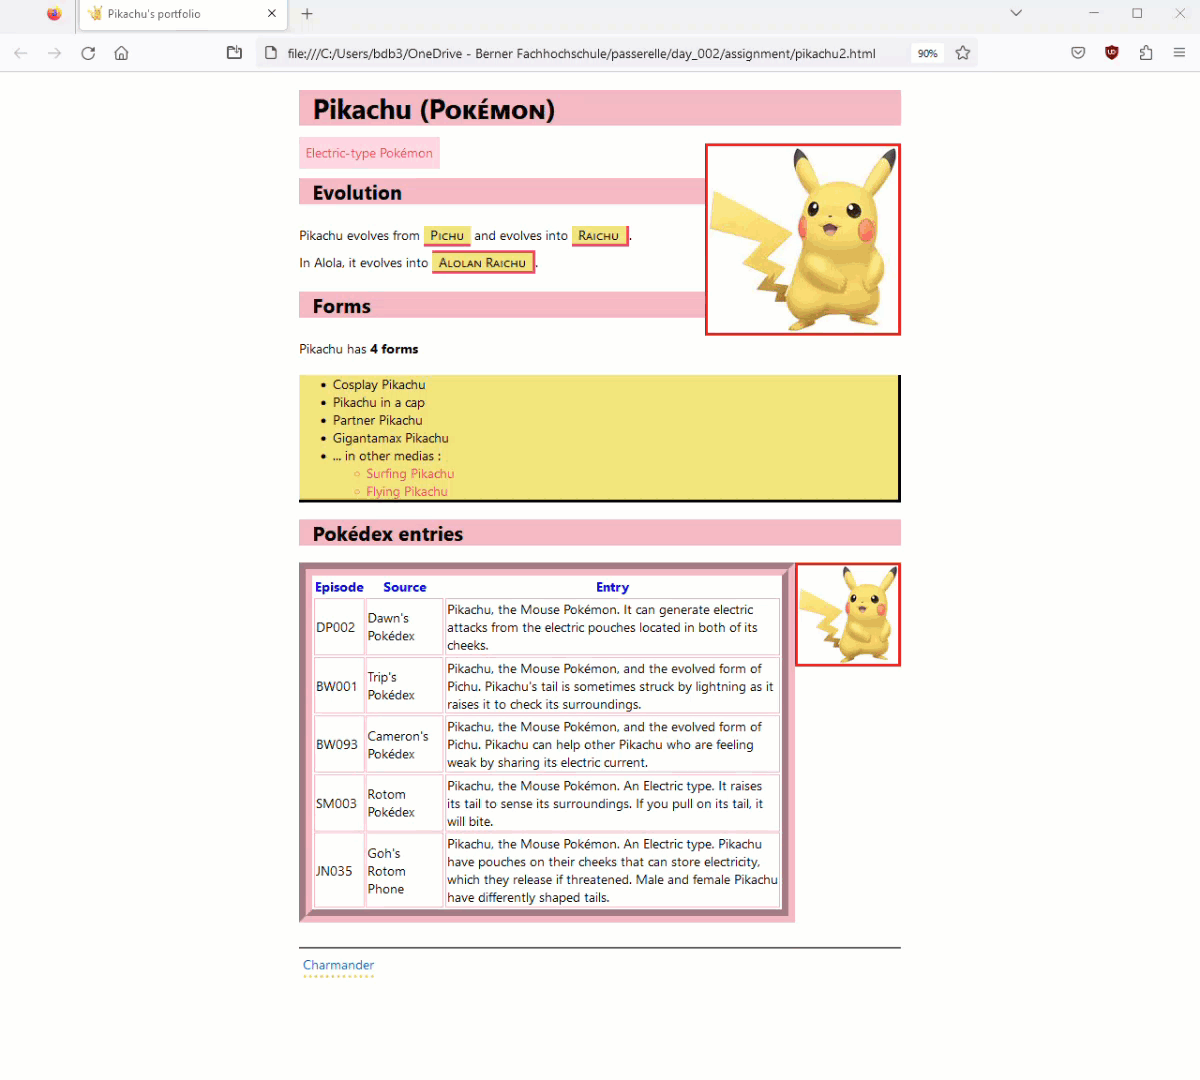 Pikachu's portfolio
file:///C:/Users/bdb3/OneDrive - Berner Fachhochschule/passerelle/day_002/assignment/pikachu2.html
90%
Pikachu (Pokémon)
Electric-type Pokémon
Evolution
Pikachu evolves from Pichu and evolves into Raichu.
In Alola, it evolves into Alolan Raichu.
Forms
Pikachu has 4 forms
• Cosplay Pikachu
• Pikachu in a cap
• Partner Pikachu
• Gigantamax Pikachu
• ... in other medias :
◦ Surfing Pikachu
◦ Flying Pikachu
Pokédex entries
Episode Source Entry
DP002
Dawn's
Pokédex
Pikachu, the Mouse Pokémon. It can generate electric
attacks from the electric pouches located in both of its
cheeks.
BW001
Trip's
Pokédex
Pikachu, the Mouse Pokémon, and the evolved form of
Pichu. Pikachu's tail is sometimes struck by lightning as it
raises it to check its surroundings.
BW093
Cameron's
Pokédex
Pikachu, the Mouse Pokémon, and the evolved form of
Pichu. Pikachu can help other Pikachu who are feeling
weak by sharing its electric current.
SM003
Rotom
Pokédex
Pikachu, the Mouse Pokémon. An Electric type. It raises
its tail to sense its surroundings. If you pull on its tail, it
will bite.
JN035
Goh's
Rotom
Phone
Pikachu, the Mouse Pokémon. An Electric type. Pikachu
have pouches on their cheeks that can store electricity,
which they release if threatened. Male and female Pikachu
have differently shaped tails.
Charmander